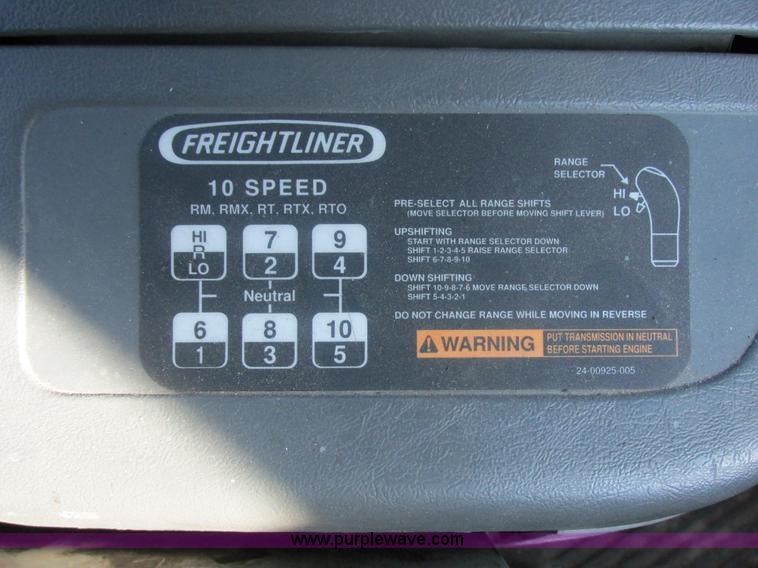 FREIGHTLINER
10 SPEED
RM, RMX, RT, RTX, RTO
HI
R
LO
7
2
9
4
Neutral
6
1
8
3
10
5
PRE-SELECT ALL RANGE SHIFTS
(MOVE SELECTOR BEFORE MOVING SHIFT LEVER)
UPSHIFTING
START WITH RANGE SELECTOR DOWN
SHIFT 1-2-3-4-5 RAISE RANGE SELECTOR
SHIFT 6-7-8-9-10
DOWN SHIFTING
SHIFT 10-9-8-7-6 MOVE RANGE SELECTOR DOWN
SHIFT 5-4-3-2-1
DO NOT CHANGE RANGE WHILE MOVING IN REVERSE
RANGE
SELECTOR
HI
LO
WARNING
PUT TRANSMISSION IN NEUTRAL
BEFORE STARTING ENGINE
24-00925-005
www.purplewave.com